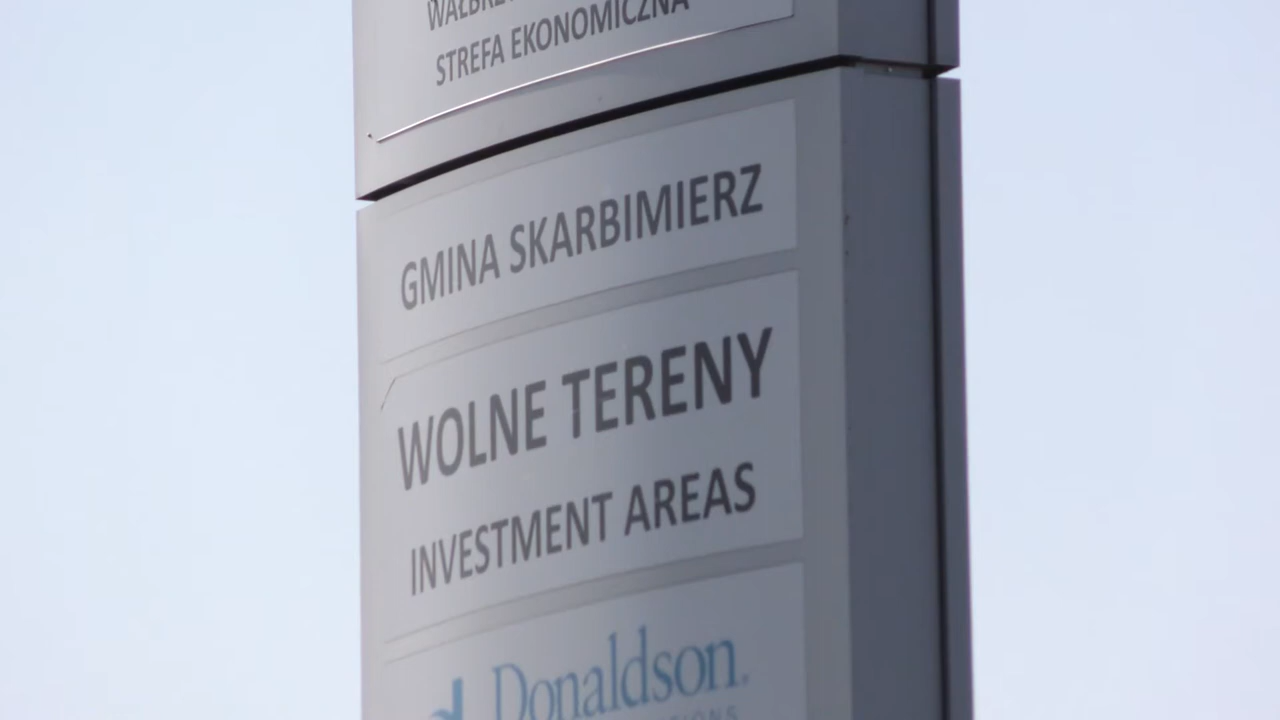 STREFA EKONOMICZNA
GMINA SKARBIMIERZ
WOLNE TERENY
INVESTMENT AREAS
Donaldson.